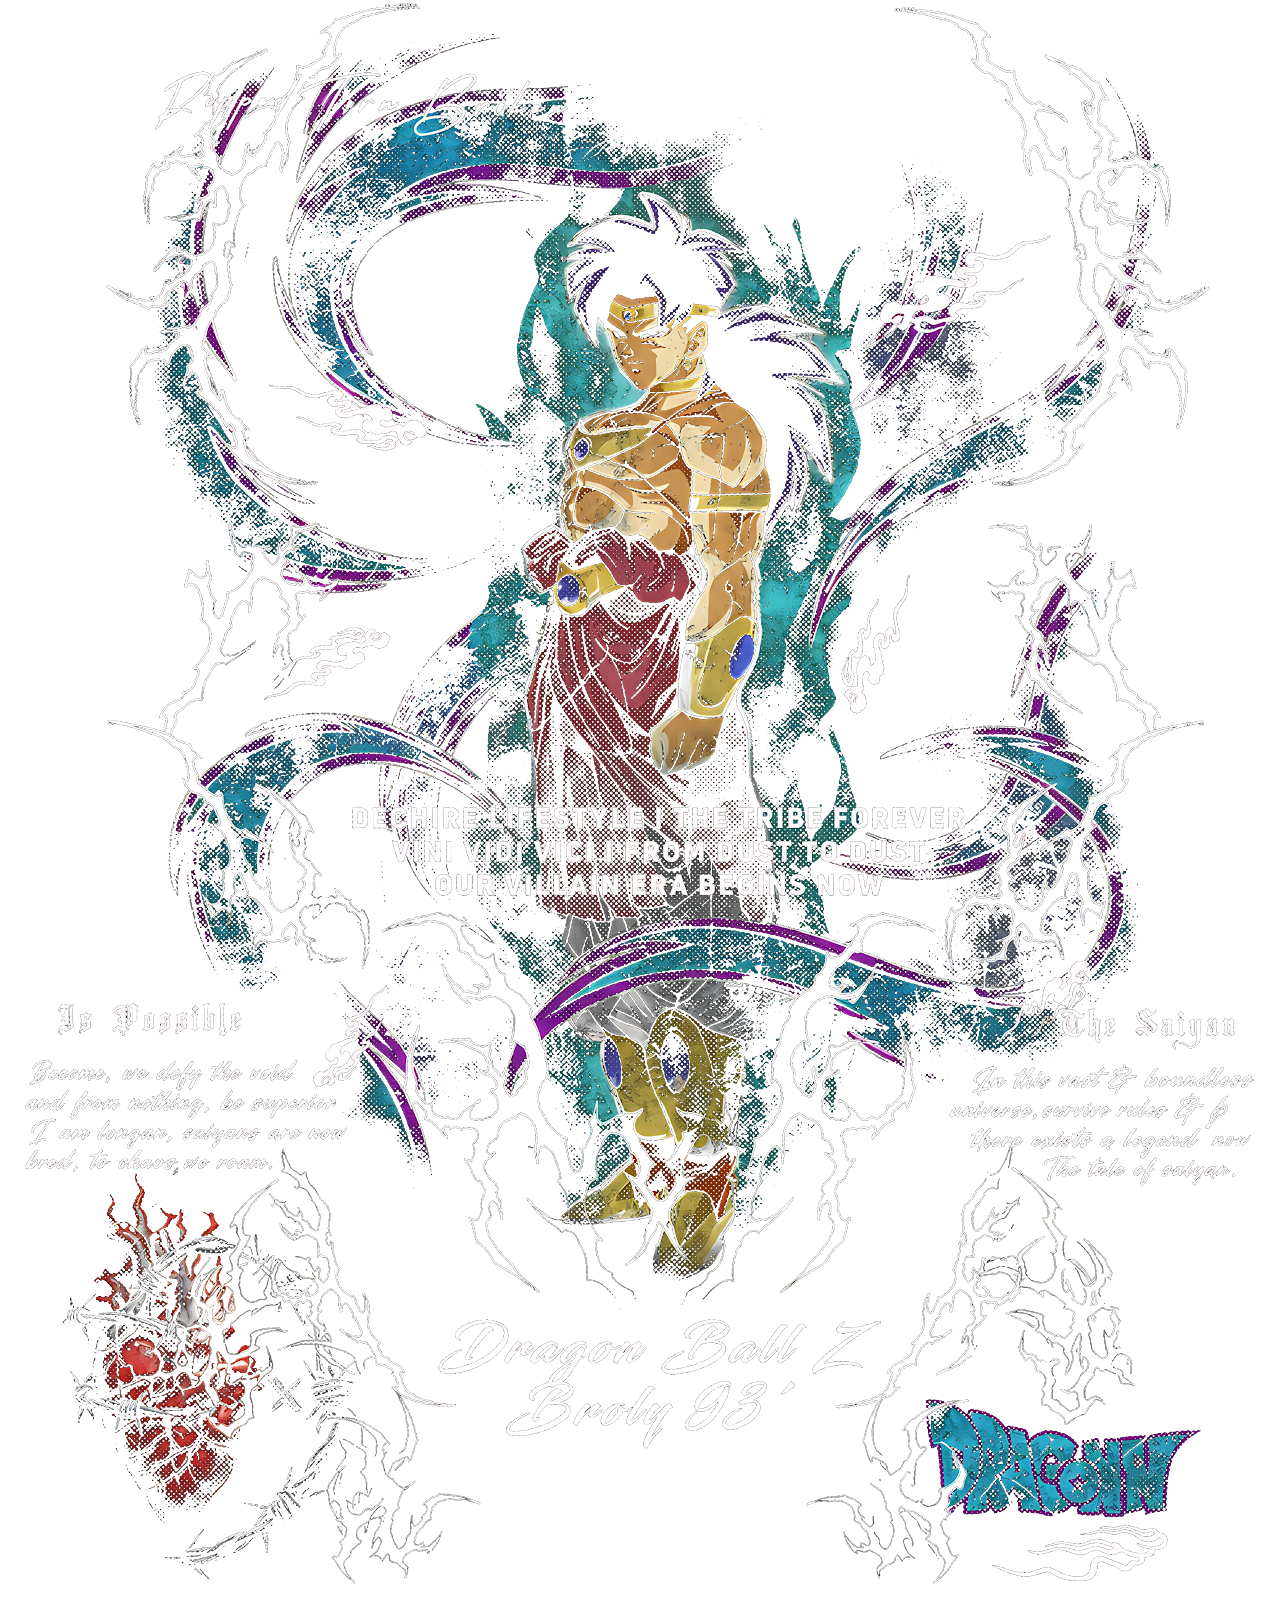 DECHIRE LIFESTYLE | THE TRIBE FOREVER
VINI VIDI VICI | FROM DUST TO DUST
OUR VILLAIN ERA BEGINS NOW
Is Possible
Become, we defy the void
and from nothing, be superior
I am longan, saiyans are now
bred, to chaos, we roam.
The Saiyan
In this vast & boundless
universe, survive rules &
there exists a legend now
The tale of saiyan.
Dragon Ball Z
Broly 93'
DRAGON